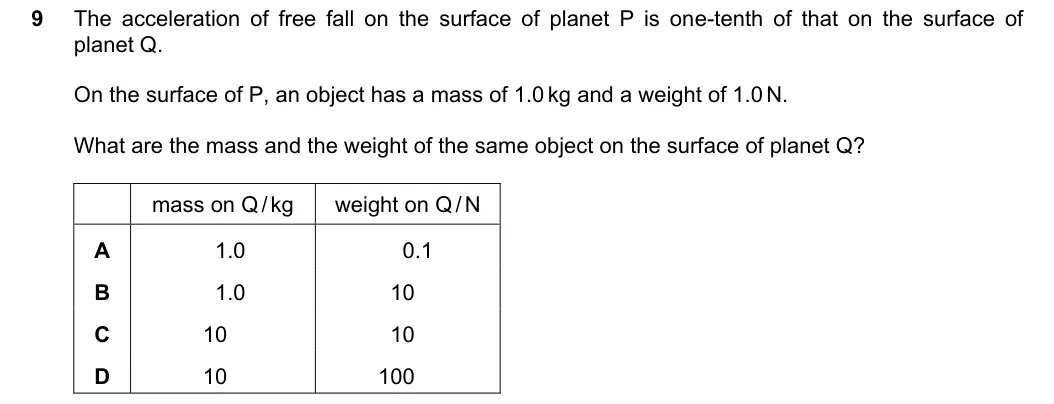 9 The acceleration of free fall on the surface of planet P is one-tenth of that on the surface of
planet Q.
On the surface of P, an object has a mass of 1.0 kg and a weight of 1.0 N.
What are the mass and the weight of the same object on the surface of planet Q?
mass on Q / kg weight on Q / N
A 1.0 0.1
B 1.0 10
C 10 10
D 10 100